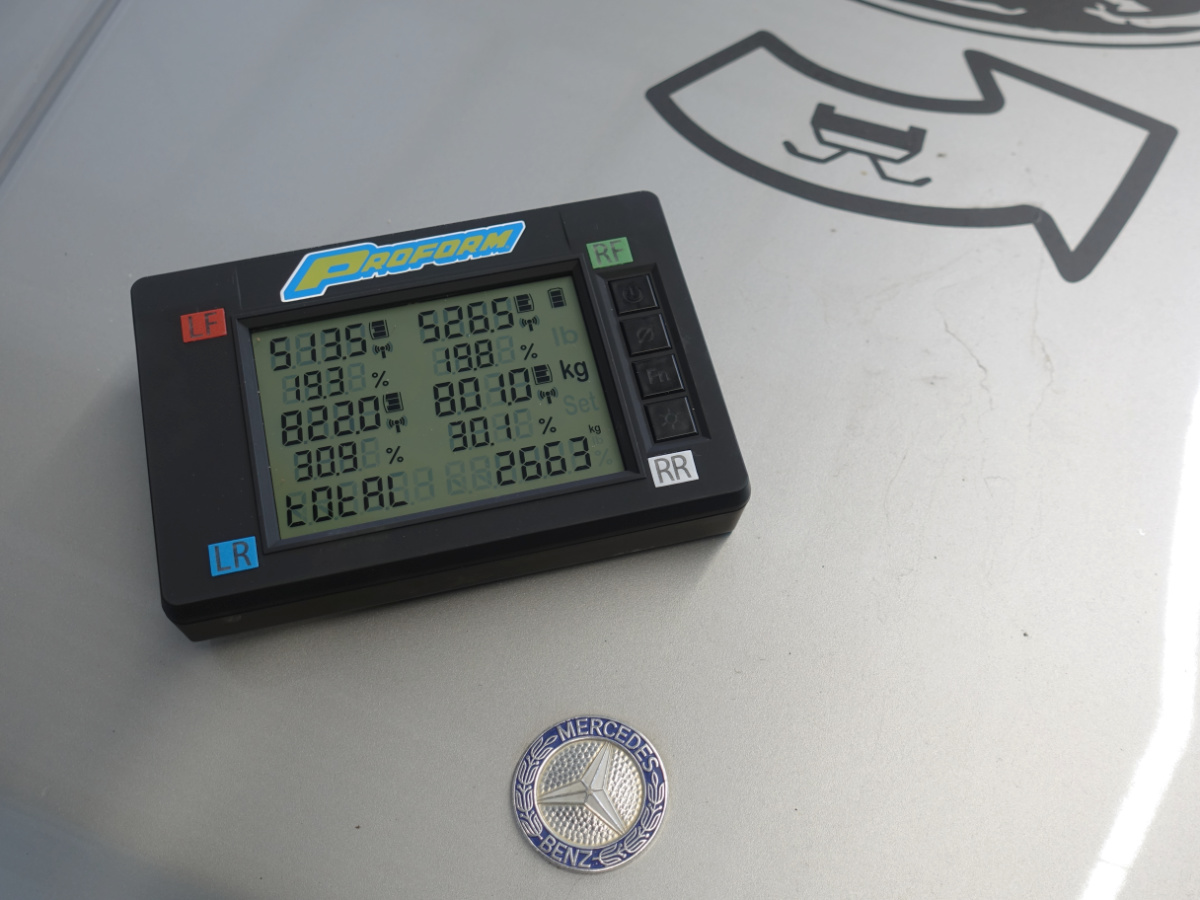 PROFORM
RF
LF
513.5 526.5
lb
19.3 % 19.8 %
kg
822.0 801.0
Set
30.9 % 30.1 %
kg
total 2663
Fn
RR
LR
MERCEDES
BENZ